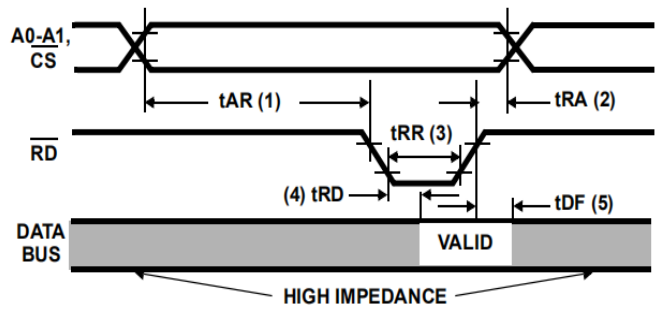 A0-A1,
CS
tAR (1)
tRA (2)
RD
tRR (3)
(4) tRD
tDF (5)
DATA
BUS
VALID
HIGH IMPEDANCE